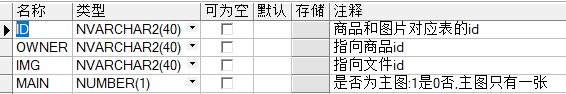 名称 类型 可为空 默认 存储 注释
ID NVARCHAR2(40) 商品和图片对应表的id
OWNER NVARCHAR2(40) 指向商品id
IMG NVARCHAR2(40) 指向文件id
MAIN NUMBER(1) 是否为主图:1是0否,主图只有一张